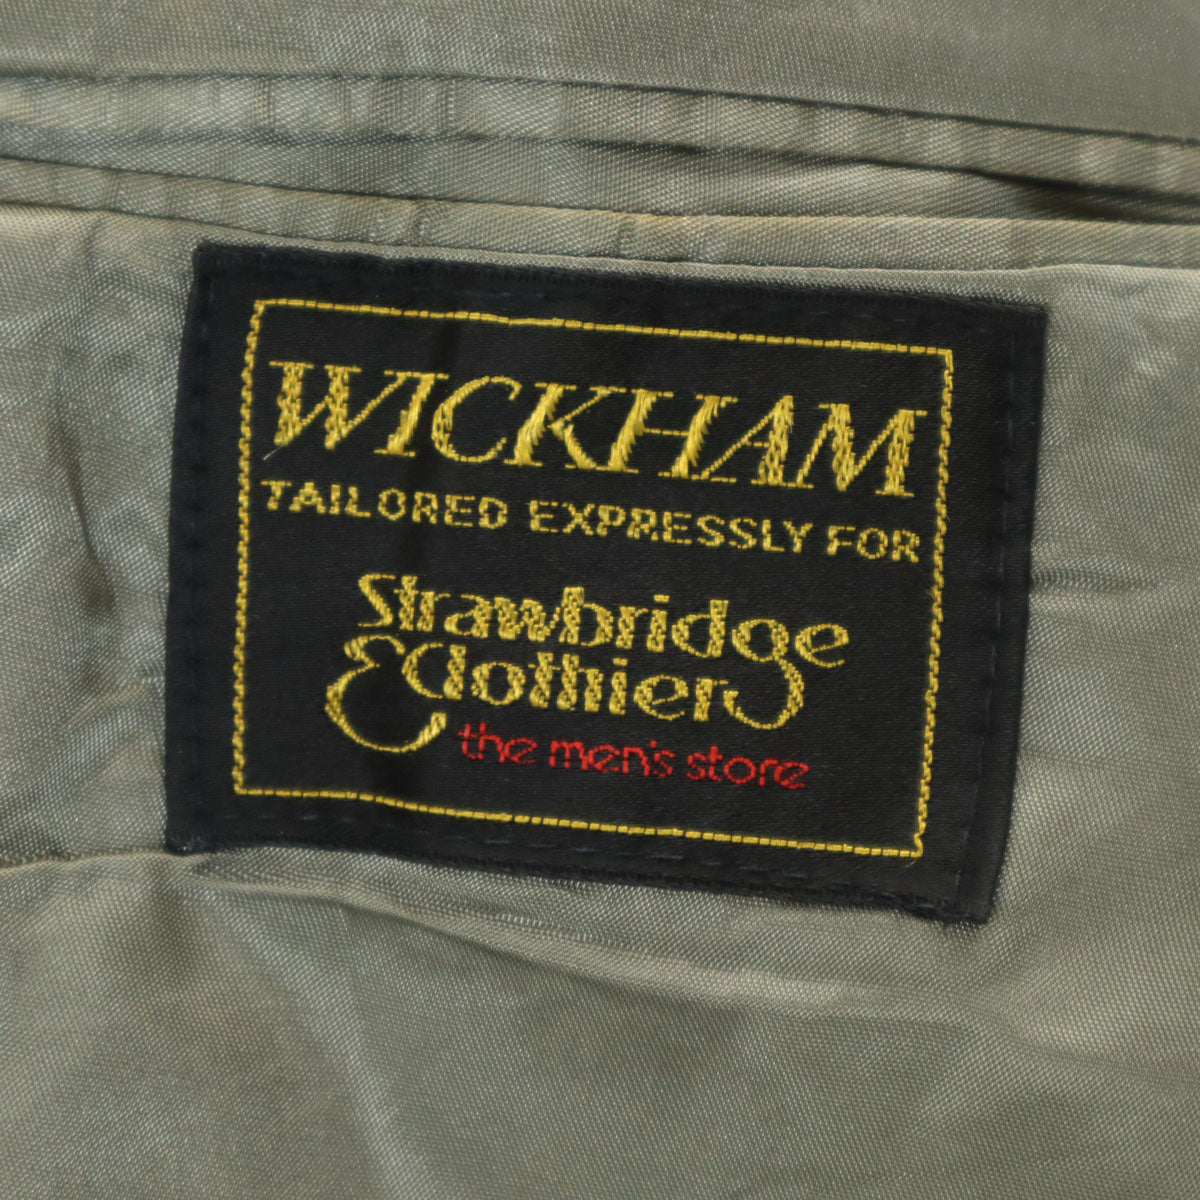 WICKHAM
TAILORED EXPRESSLY FOR
Strawbridge
& Clothier
the men's store